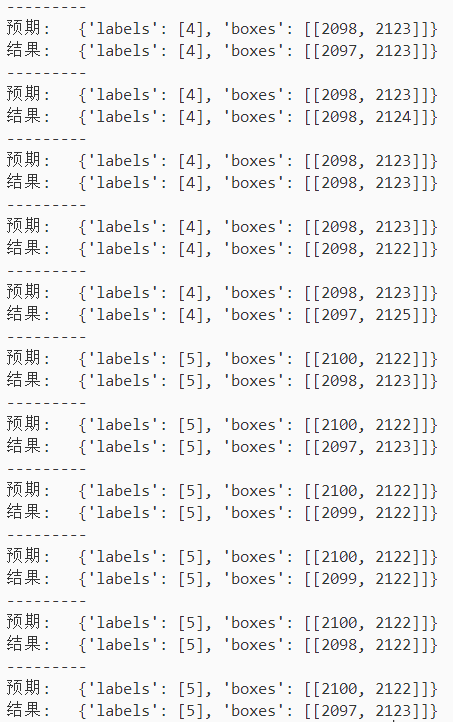 ---------
预期:  {'labels': [4], 'boxes': [[2098, 2123]]}
结果:  {'labels': [4], 'boxes': [[2097, 2123]]}
---------
预期:  {'labels': [4], 'boxes': [[2098, 2123]]}
结果:  {'labels': [4], 'boxes': [[2098, 2124]]}
---------
预期:  {'labels': [4], 'boxes': [[2098, 2123]]}
结果:  {'labels': [4], 'boxes': [[2098, 2123]]}
---------
预期:  {'labels': [4], 'boxes': [[2098, 2123]]}
结果:  {'labels': [4], 'boxes': [[2098, 2122]]}
---------
预期:  {'labels': [4], 'boxes': [[2098, 2123]]}
结果:  {'labels': [4], 'boxes': [[2097, 2125]]}
---------
预期:  {'labels': [5], 'boxes': [[2100, 2122]]}
结果:  {'labels': [5], 'boxes': [[2098, 2123]]}
---------
预期:  {'labels': [5], 'boxes': [[2100, 2122]]}
结果:  {'labels': [5], 'boxes': [[2097, 2123]]}
---------
预期:  {'labels': [5], 'boxes': [[2100, 2122]]}
结果:  {'labels': [5], 'boxes': [[2099, 2122]]}
---------
预期:  {'labels': [5], 'boxes': [[2100, 2122]]}
结果:  {'labels': [5], 'boxes': [[2099, 2122]]}
---------
预期:  {'labels': [5], 'boxes': [[2100, 2122]]}
结果:  {'labels': [5], 'boxes': [[2098, 2122]]}
---------
预期:  {'labels': [5], 'boxes': [[2100, 2122]]}
结果:  {'labels': [5], 'boxes': [[2097, 2123]]}